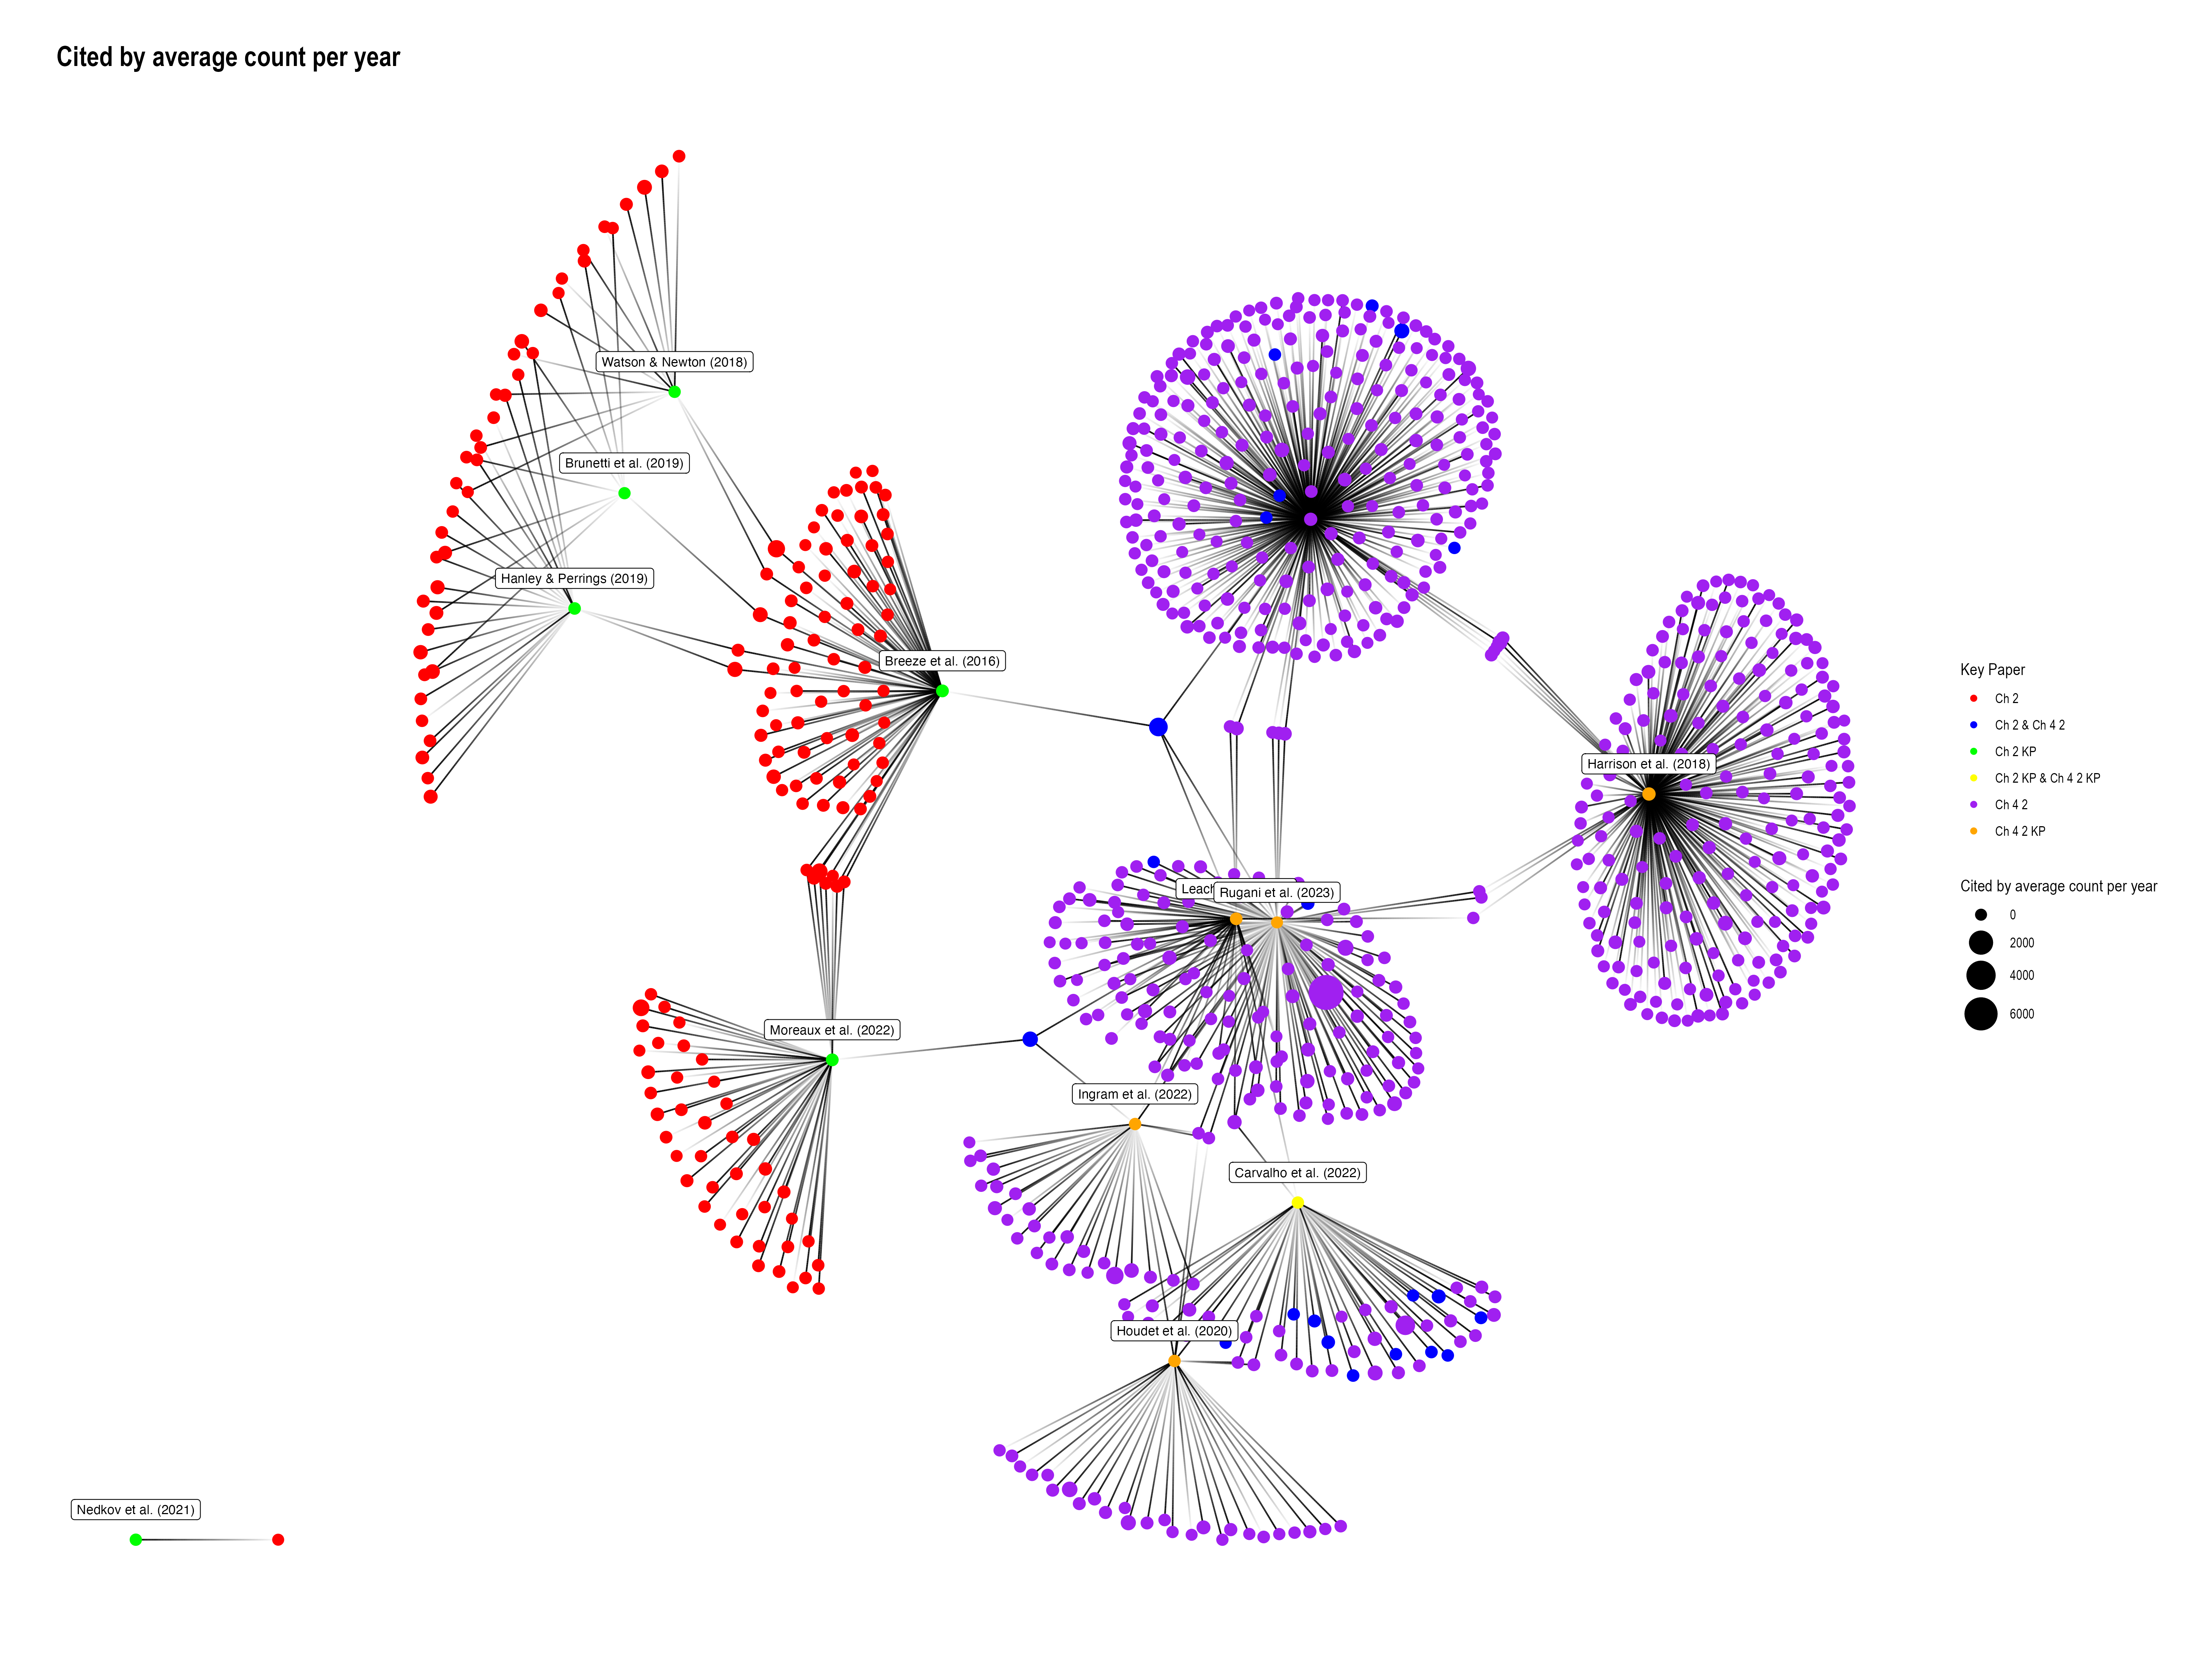 Cited by average count per year
Watson & Newton (2018)
Brunetti et al. (2019)
Hanley & Perrings (2019)
Breeze et al. (2016)
Harrison et al. (2018)
Leach
Rugani et al. (2023)
Moreaux et al. (2022)
Ingram et al. (2022)
Carvalho et al. (2022)
Houdet et al. (2020)
Nedkov et al. (2021)
Key Paper
Ch 2
Ch 2 & Ch 4 2
Ch 2 KP
Ch 2 KP & Ch 4 2 KP
Ch 4 2
Ch 4 2 KP
Cited by average count per year
0
2000
4000
6000